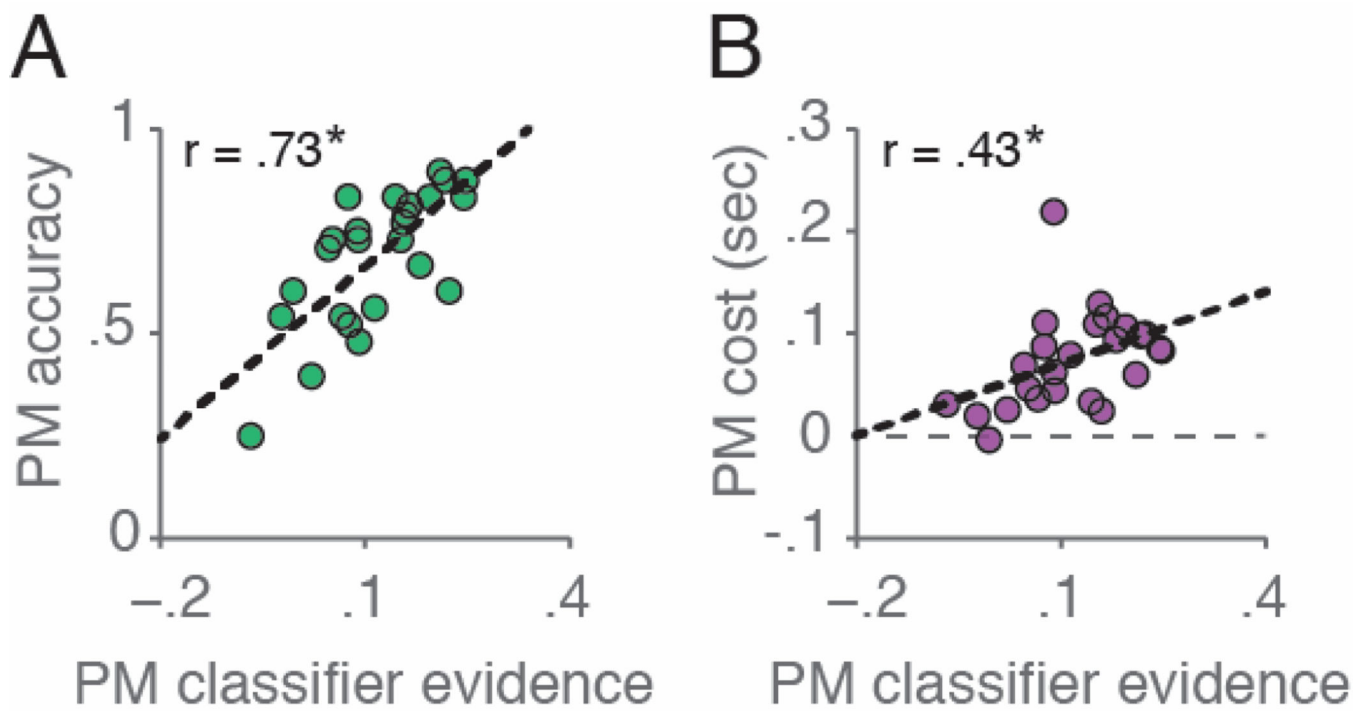 A
r = .73*
PM accuracy
1
.5
0
–.2 .1 .4
PM classifier evidence
B
r = .43*
PM cost (sec)
.3
.2
.1
0
-.1
–.2 .1 .4
PM classifier evidence